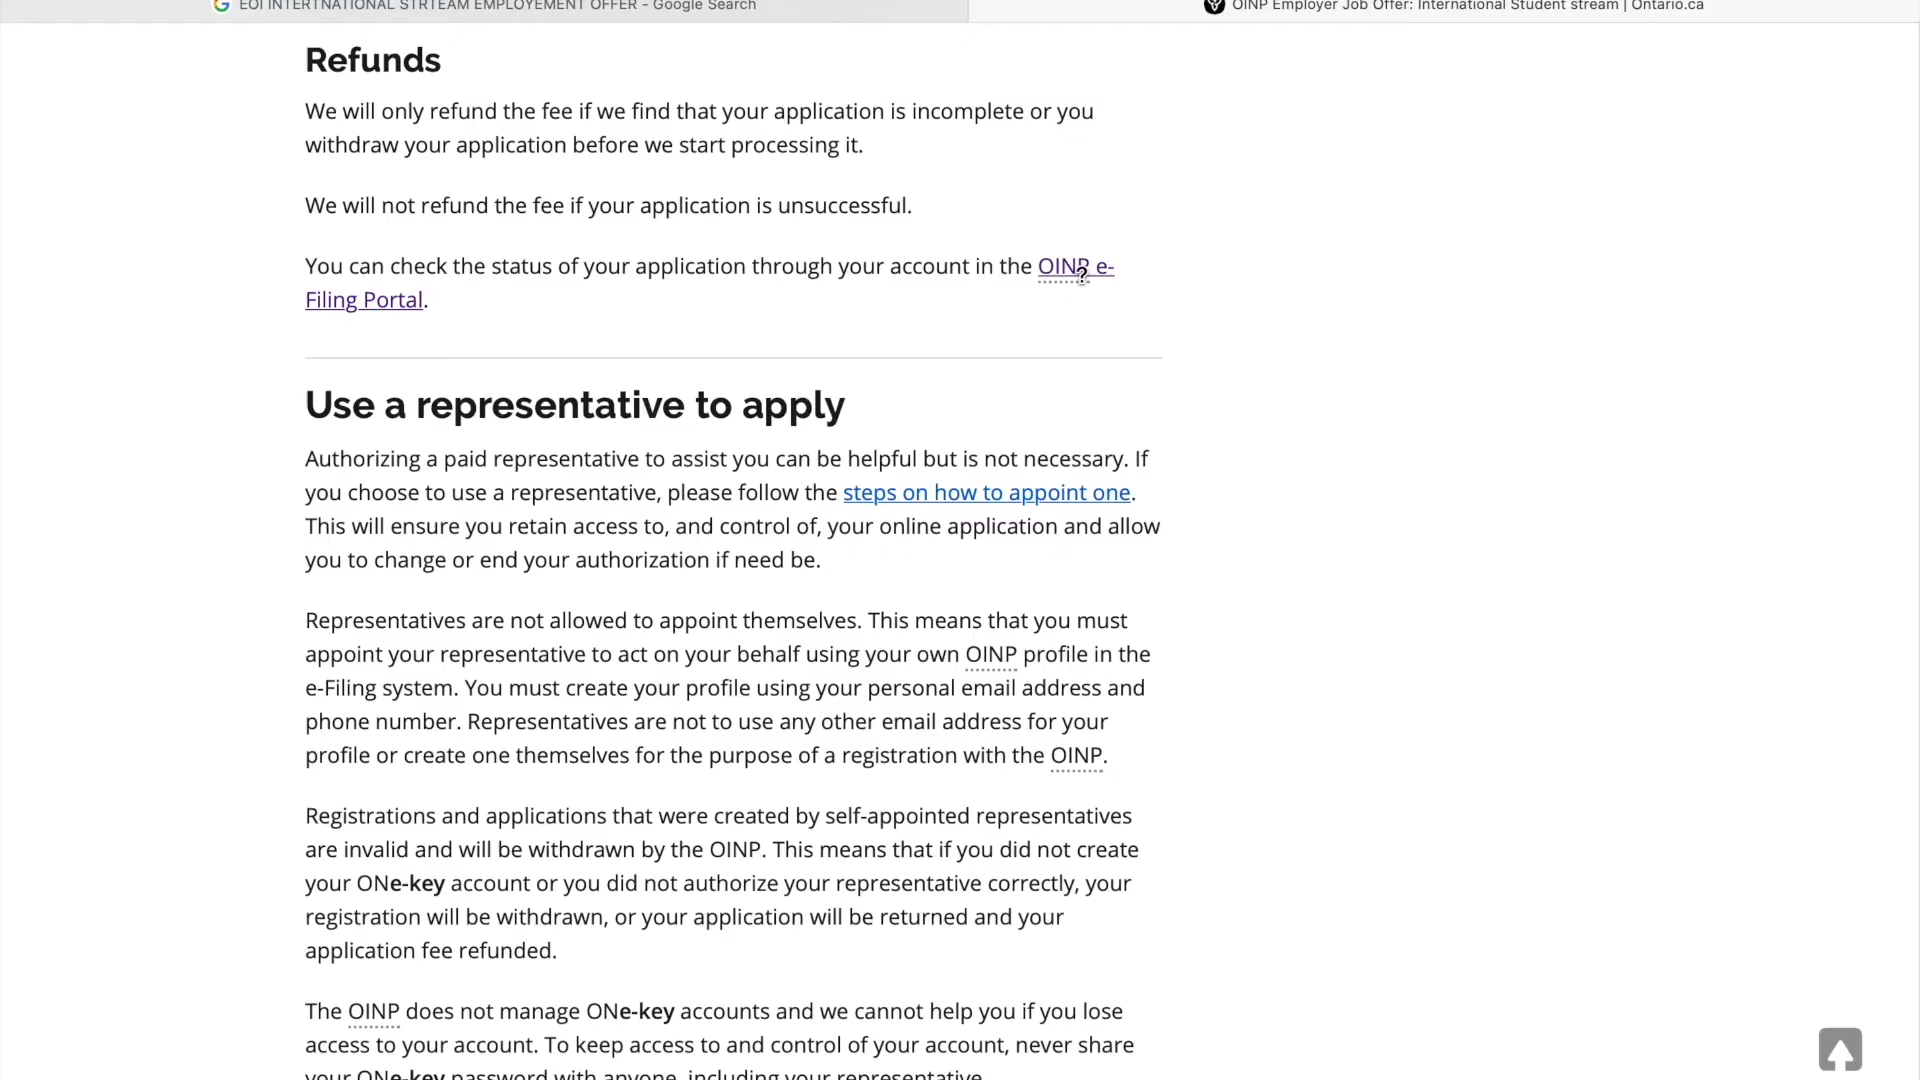 EOI INTERTNATIONAL STRTEAM EMPLOYEMENT OFFER - Google Search
OINP Employer Job Offer: International Student stream | Ontario.ca
Refunds
We will only refund the fee if we find that your application is incomplete or you
withdraw your application before we start processing it.
We will not refund the fee if your application is unsuccessful.
You can check the status of your application through your account in the OINP e-
Filing Portal.
Use a representative to apply
Authorizing a paid representative to assist you can be helpful but is not necessary. If
you choose to use a representative, please follow the steps on how to appoint one.
This will ensure you retain access to, and control of, your online application and allow
you to change or end your authorization if need be.
Representatives are not allowed to appoint themselves. This means that you must
appoint your representative to act on your behalf using your own OINP profile in the
e-Filing system. You must create your profile using your personal email address and
phone number. Representatives are not to use any other email address for your
profile or create one themselves for the purpose of a registration with the OINP.
Registrations and applications that were created by self-appointed representatives
are invalid and will be withdrawn by the OINP. This means that if you did not create
your ONe-key account or you did not authorize your representative correctly, your
registration will be withdrawn, or your application will be returned and your
application fee refunded.
The OINP does not manage ONe-key accounts and we cannot help you if you lose
access to your account. To keep access to and control of your account, never share
your ONe-key password with anyone, including your representative.